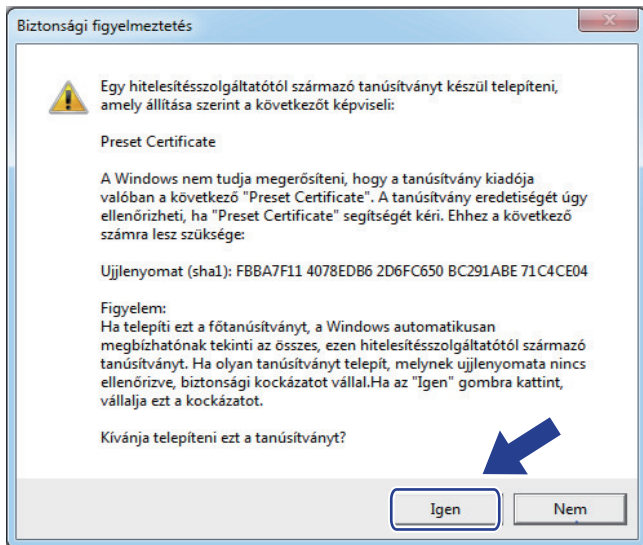 Biztonsági figyelmeztetés
Egy hitelesítésszolgáltatótól származó tanúsítványt készül telepíteni,
amely állítása szerint a következőt képviseli:
Preset Certificate
A Windows nem tudja megerősíteni, hogy a tanúsítvány kiadója
valóban a következő "Preset Certificate". A tanúsítvány eredetiségét úgy
ellenőrizheti, ha "Preset Certificate" segítségét kéri. Ehhez a következő
számra lesz szüksége:
Ujjlenyomat (sha1): FBBA7F11 4078EDB6 2D6FC650 BC291ABE 71C4CE04
Figyelem:
Ha telepíti ezt a főtanúsítványt, a Windows automatikusan
megbízhatónak tekinti az összes, ezen hitelesítésszolgáltatótól származó
tanúsítványt. Ha olyan tanúsítványt telepít, melynek ujjlenyomata nincs
ellenőrizve, biztonsági kockázatot vállal.Ha az "Igen" gombra kattint,
vállalja ezt a kockázatot.
Kívánja telepíteni ezt a tanúsítványt?
Igen Nem